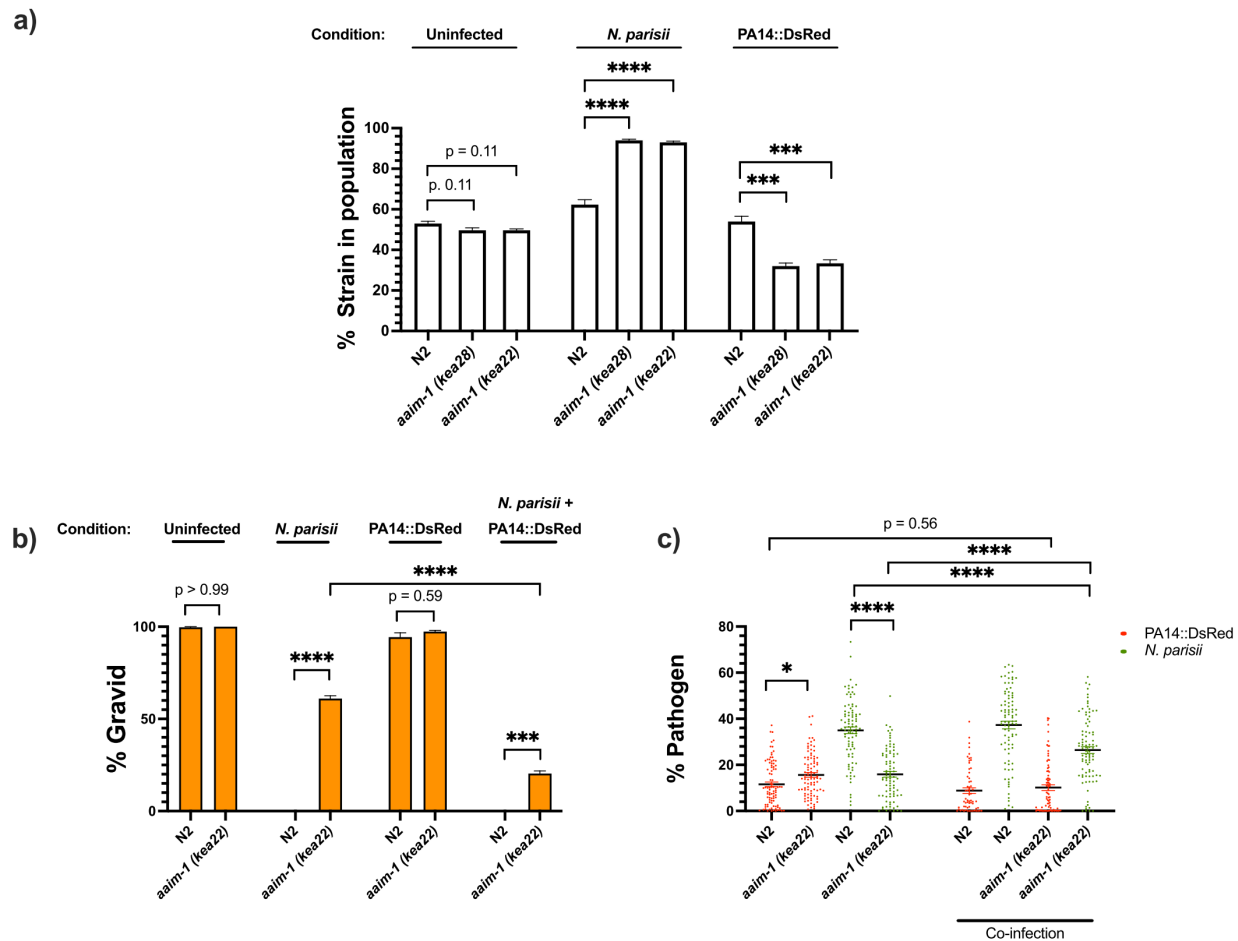 a)
Condition: Uninfected N. parisii PA14::DsRed
**** 
****
p = 0.11
p. 0.11
***
***
% Strain in population
100
80
60
40
20
0
N2
aaim-1 (kea28)
aaim-1 (kea22)
N2
aaim-1 (kea28)
aaim-1 (kea22)
N2
aaim-1 (kea28)
aaim-1 (kea22)
b)
N. parisii +
Condition: Uninfected N. parisii PA14::DsRed PA14::DsRed
****
p > 0.99
p = 0.59
****
***
% Gravid
100
50
0
N2
aaim-1 (kea22)
N2
aaim-1 (kea22)
N2
aaim-1 (kea22)
N2
aaim-1 (kea22)
c)
p = 0.56
****
****
****
*
PA14::DsRed
N. parisii
% Pathogen
80
60
40
20
0
N2
aaim-1 (kea22)
N2
aaim-1 (kea22)
N2
N2
aaim-1 (kea22)
aaim-1 (kea22)
Co-infection